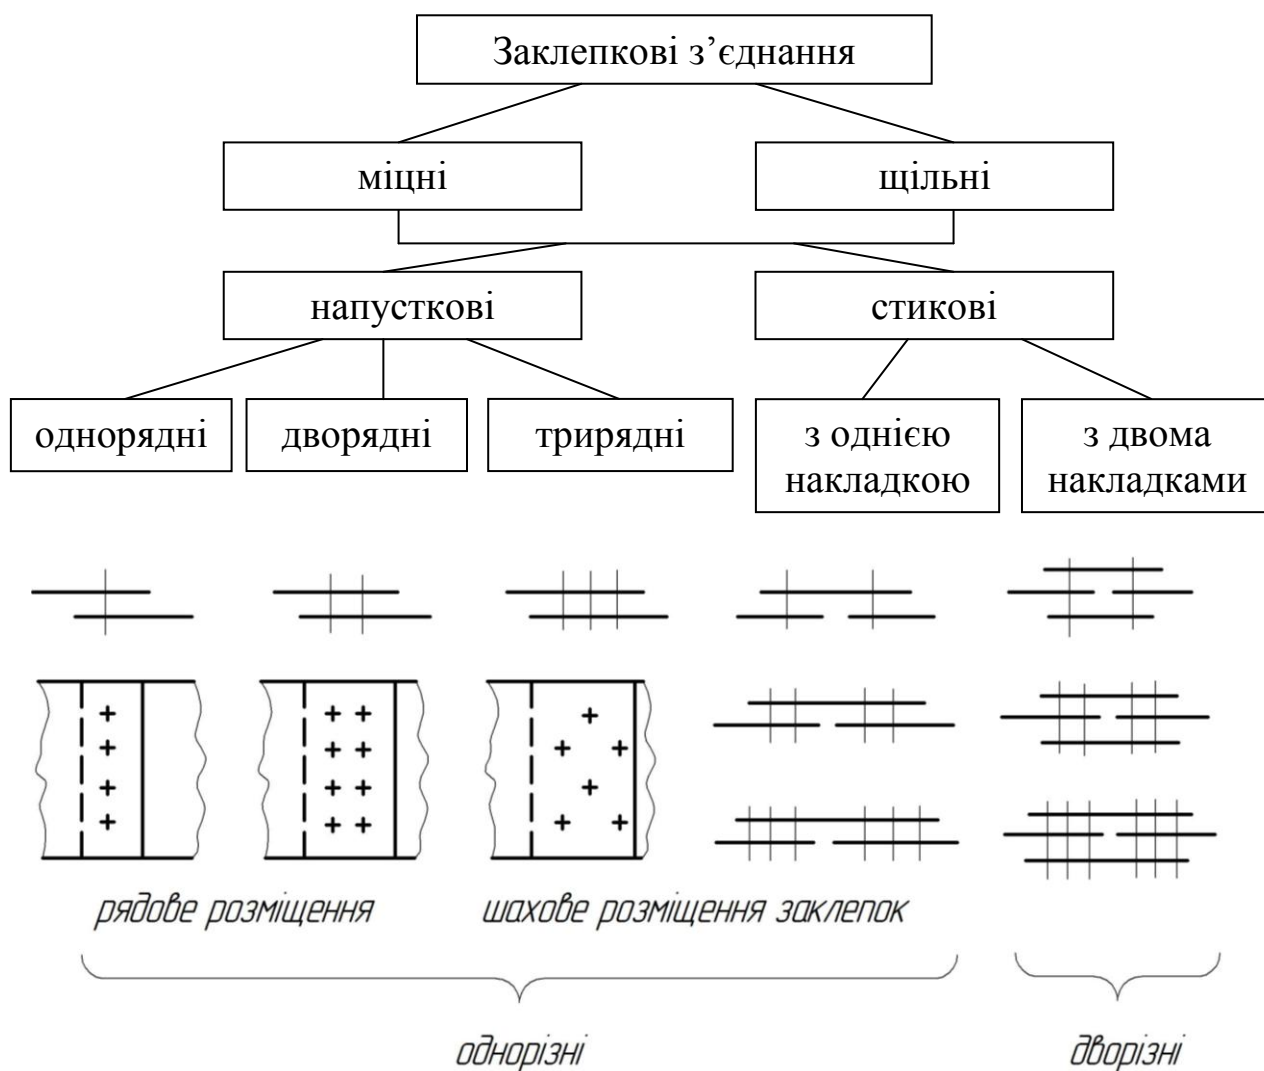 Заклепкові з’єднання
міцні
щільні
напусткові
стикові
однорядні
дворядні
трирядні
з однією
накладкою
з двома
накладками
рядове розміщення
шахове розміщення заклепок
однорізні
дворізні